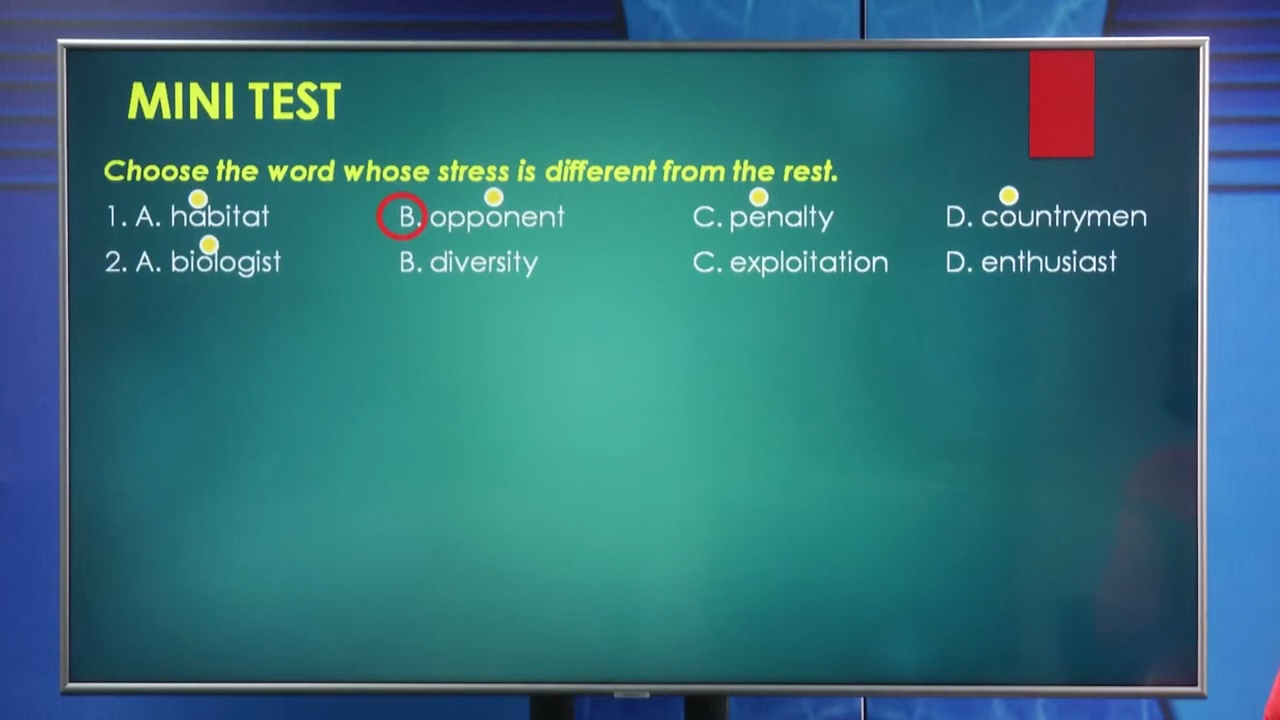 MINI TEST
Choose the word whose stress is different from the rest.
1. A. habitat B. opponent C. penalty D. countrymen
2. A. biologist B. diversity C. exploitation D. enthusiast